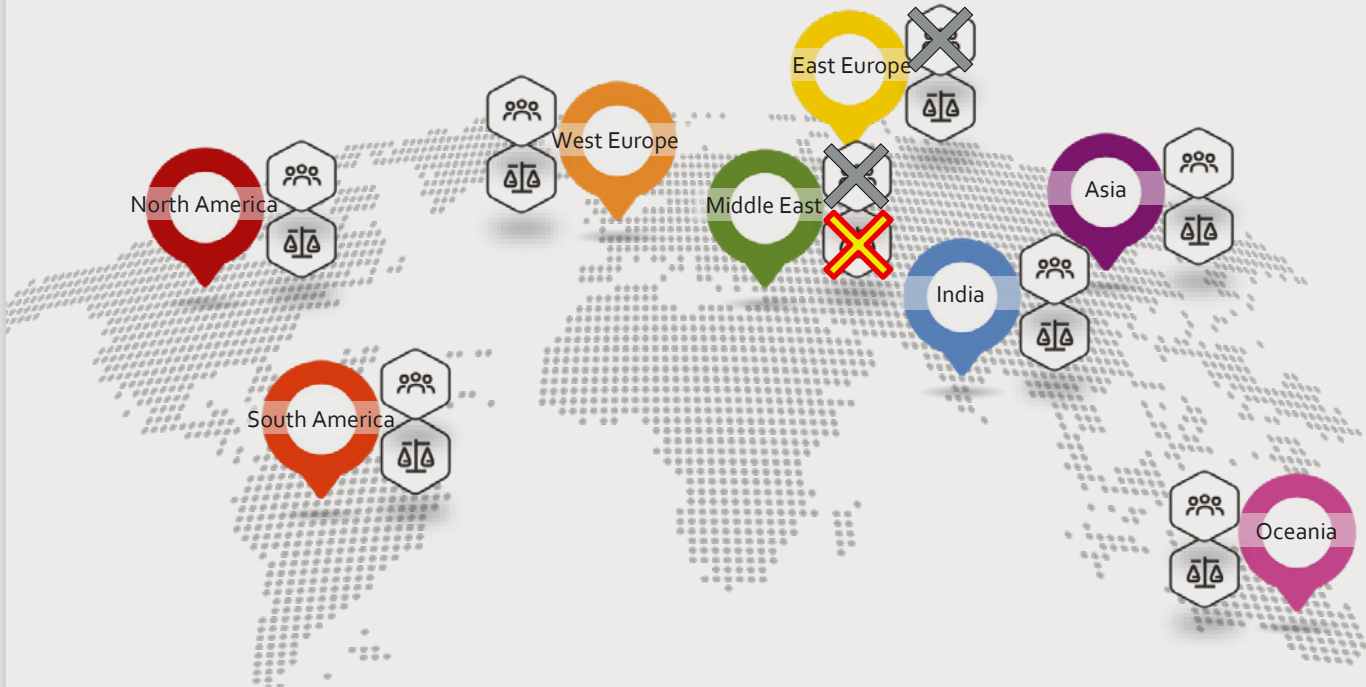 East Europe
West Europe
North America
Middle East
Asia
India
South America
Oceania